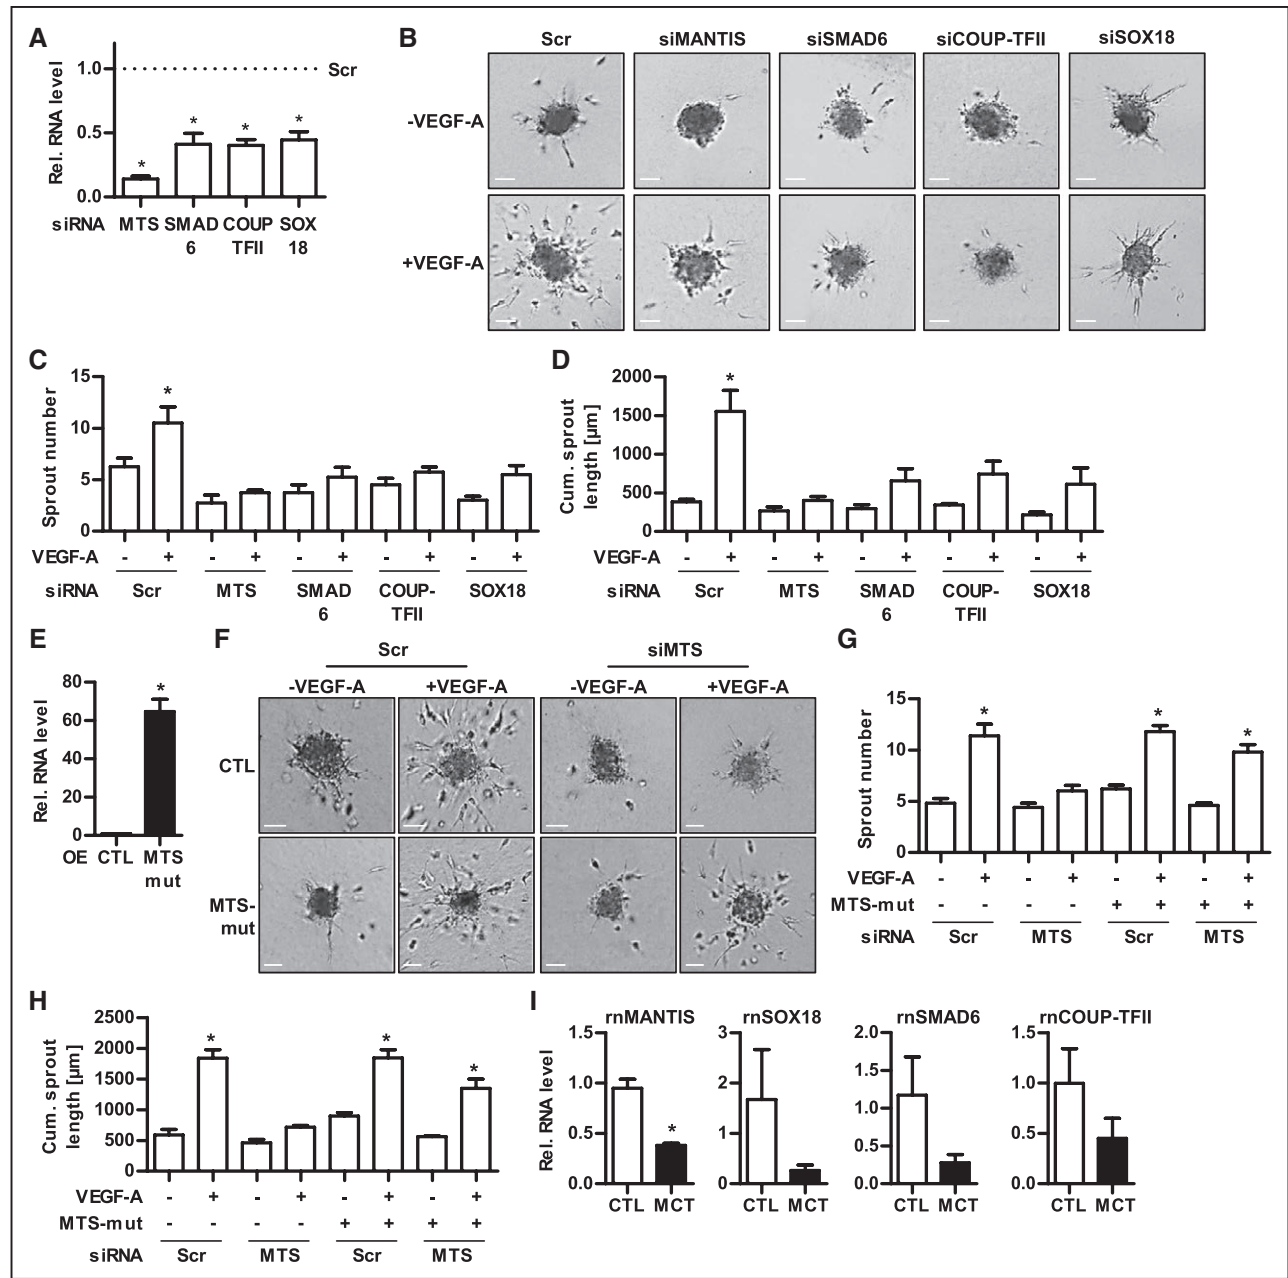 A
Rel. RNA level
1.0
0.5
0.0
Scr
* * * *
siRNA MTS SMAD COUP SOX
6 TFII 18
B
Scr siMANTIS siSMAD6 siCOUP-TFII siSOX18
-VEGF-A
+VEGF-A
C
Sprout number
15
10
5
0
*
VEGF-A - + - + - + - + - +
siRNA Scr MTS SMAD COUP- SOX18
6 TFII
D
Cum. sprout
length [µm]
2000
1500
1000
500
0
*
VEGF-A - + - + - + - + - +
siRNA Scr MTS SMAD COUP- SOX18
6 TFII
E
Rel. RNA level
80
60
40
20
0
*
OE CTL MTS
mut
F
Scr siMTS
-VEGF-A +VEGF-A -VEGF-A +VEGF-A
CTL
MTS-
mut
G
Sprout number
15
10
5
0
* * *
VEGF-A - + - + - + - +
MTS-mut - - - - + + + +
siRNA Scr MTS Scr MTS
H
Cum. sprout
length [µm]
2500
2000
1500
1000
500
0
* * *
VEGF-A - + - + - + - +
MTS-mut - - - - + + + +
siRNA Scr MTS Scr MTS
I
Rel. RNA level
rnMANTIS
1.5
1.0
0.5
0.0
*
CTL MCT
rnSOX18
3
2
1
0
CTL MCT
rnSMAD6
2.0
1.5
1.0
0.5
0.0
CTL MCT
rnCOUP-TFII
1.5
1.0
0.5
0.0
CTL MCT